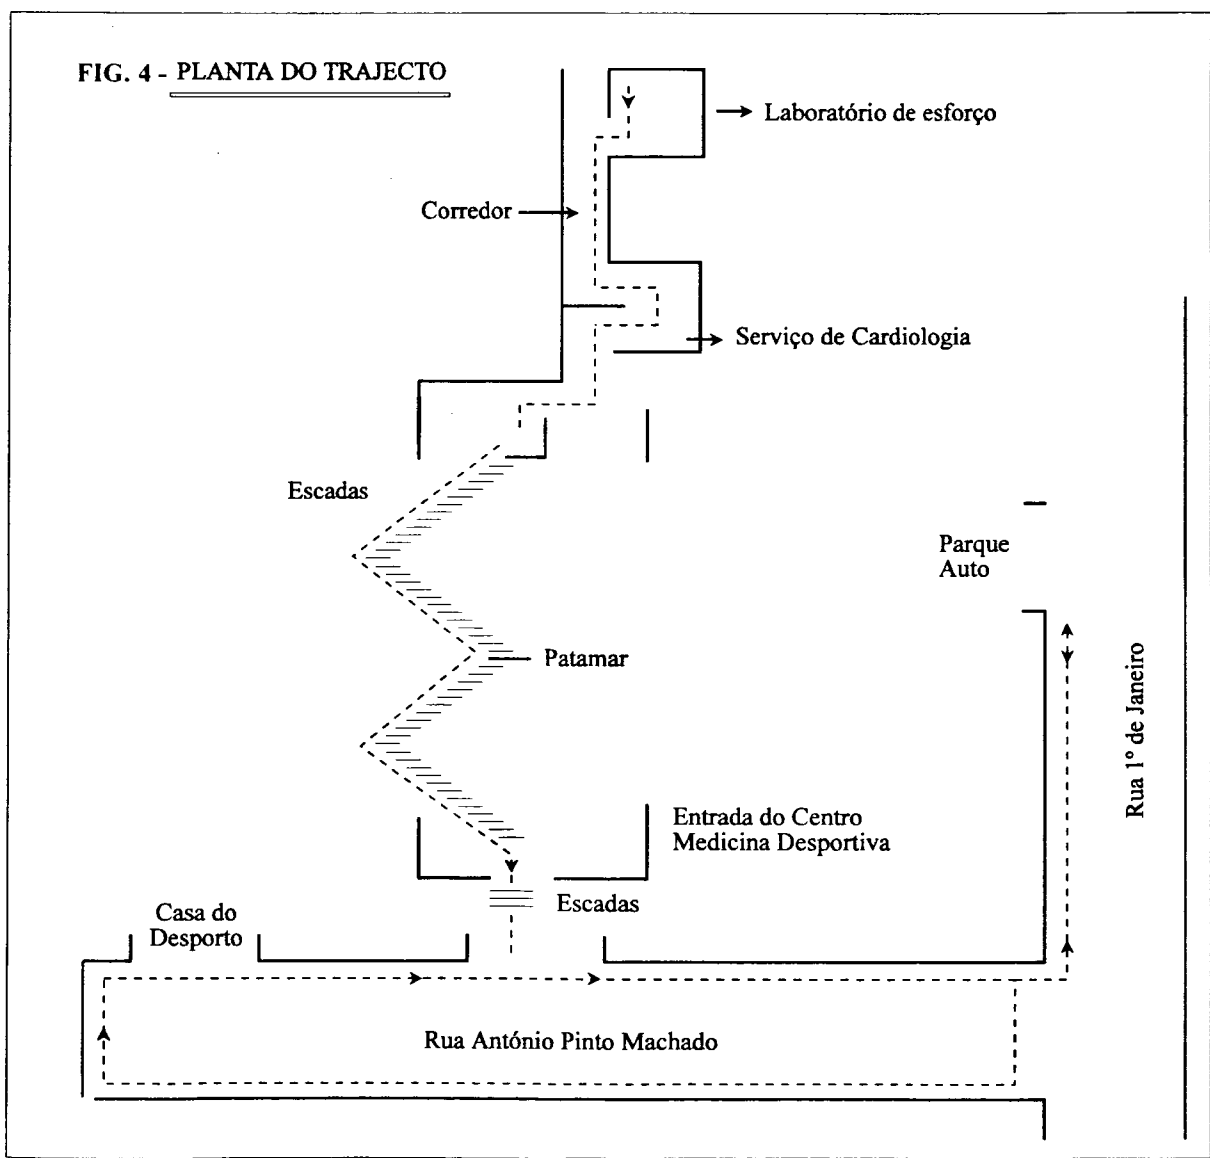 FIG. 4 - PLANTA DO TRAJECTO
Laboratório de esforço
Corredor
Serviço de Cardiologia
Escadas
Parque
Auto
Patamar
Rua 1º de Janeiro
Entrada do Centro
Medicina Desportiva
Escadas
Casa do
Desporto
Rua António Pinto Machado